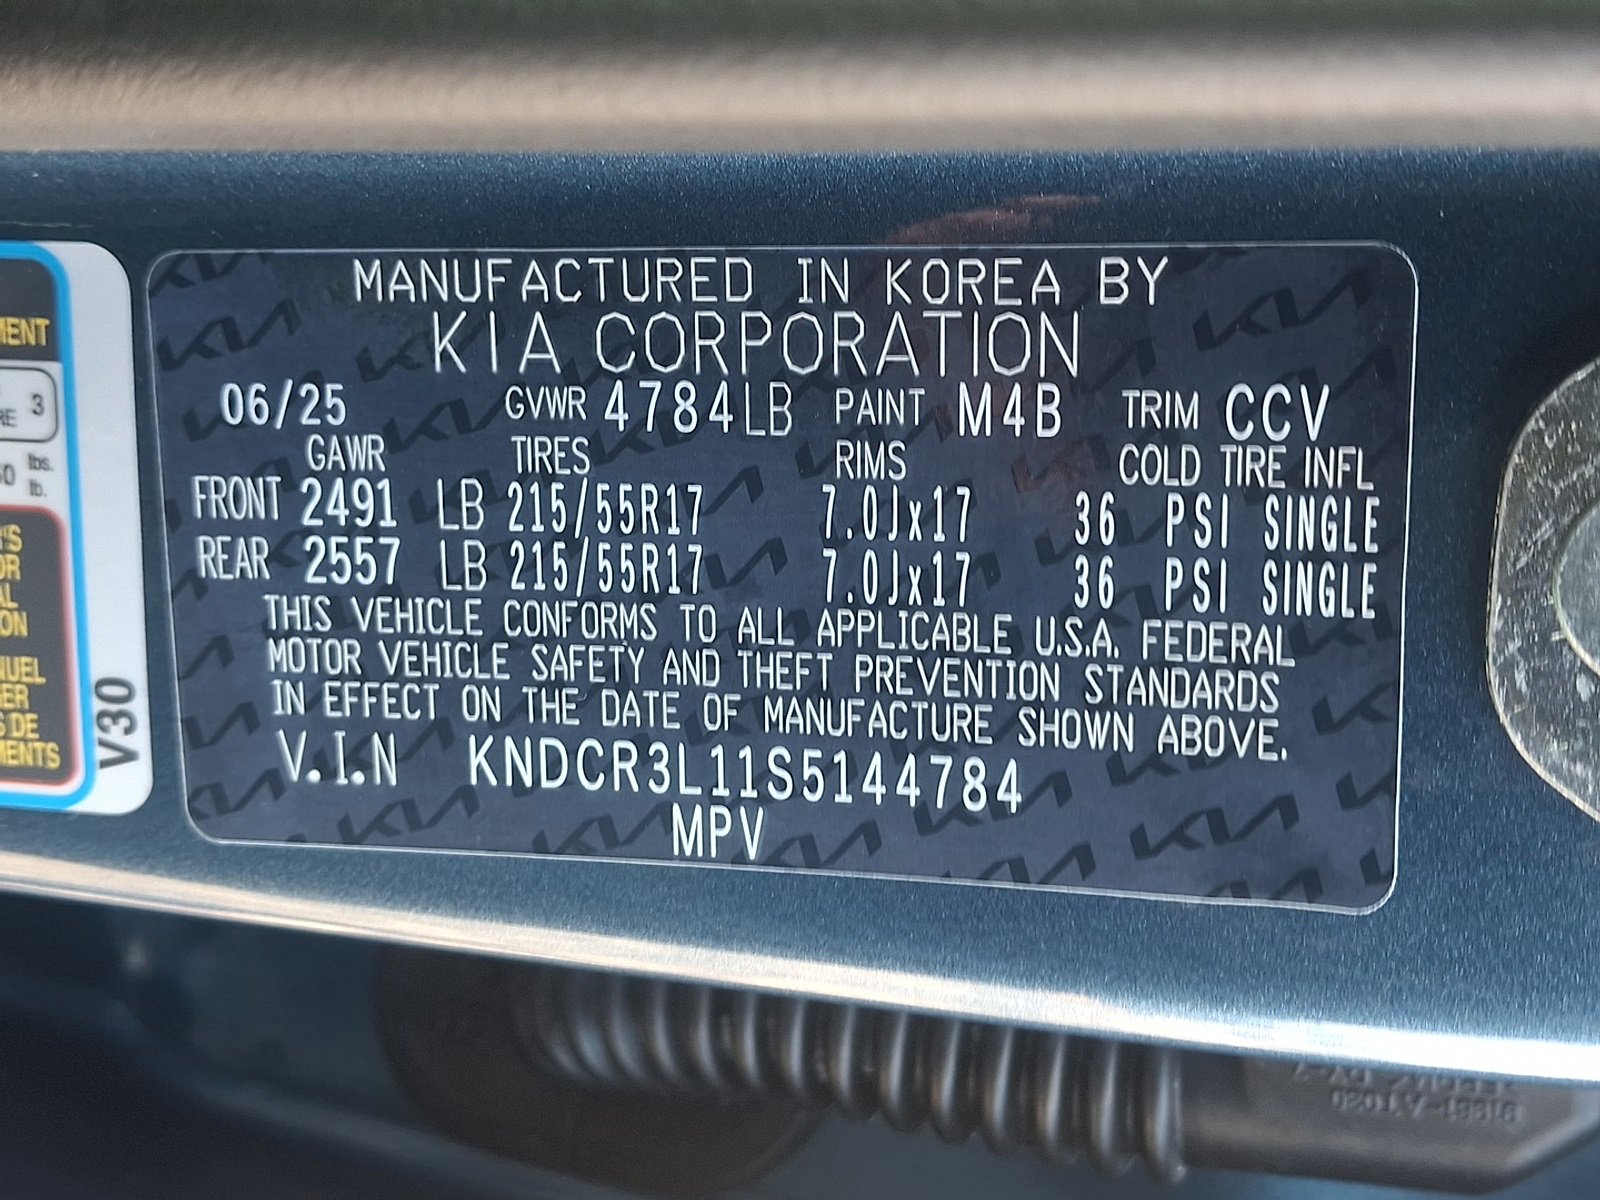 MANUFACTURED IN KOREA BY
KIA CORPORATION
06/25 GVWR 4784LB PAINT M4B TRIM CCV
GAWR TIRES RIMS COLD TIRE INFL
FRONT 2491 LB 215/55R17 7.0Jx17 36 PSI SINGLE
REAR 2557 LB 215/55R17 7.0Jx17 36 PSI SINGLE
THIS VEHICLE CONFORMS TO ALL APPLICABLE U.S.A. FEDERAL
MOTOR VEHICLE SAFETY AND THEFT PREVENTION STANDARDS
IN EFFECT ON THE DATE OF MANUFACTURE SHOWN ABOVE.
V.I.N KNDCR3L11S5144784
MPV
V30
3
lbs.
lb.